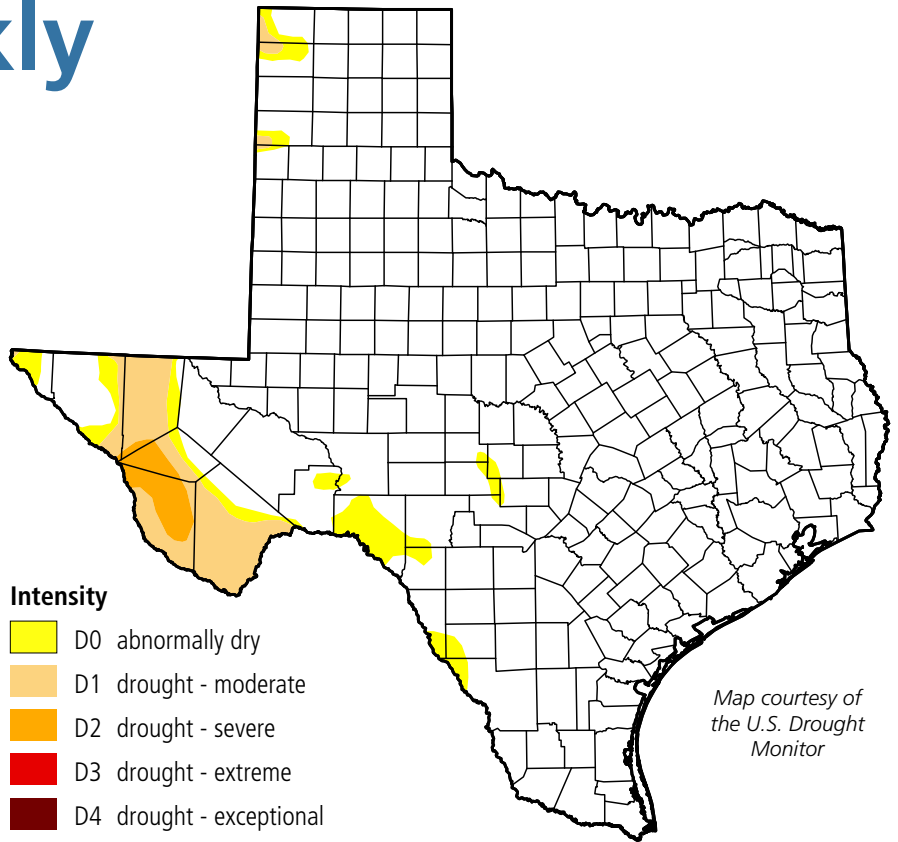 kly
Intensity
D0 abnormally dry
D1 drought - moderate
D2 drought - severe
D3 drought - extreme
D4 drought - exceptional
Map courtesy of
the U.S. Drought
Monitor